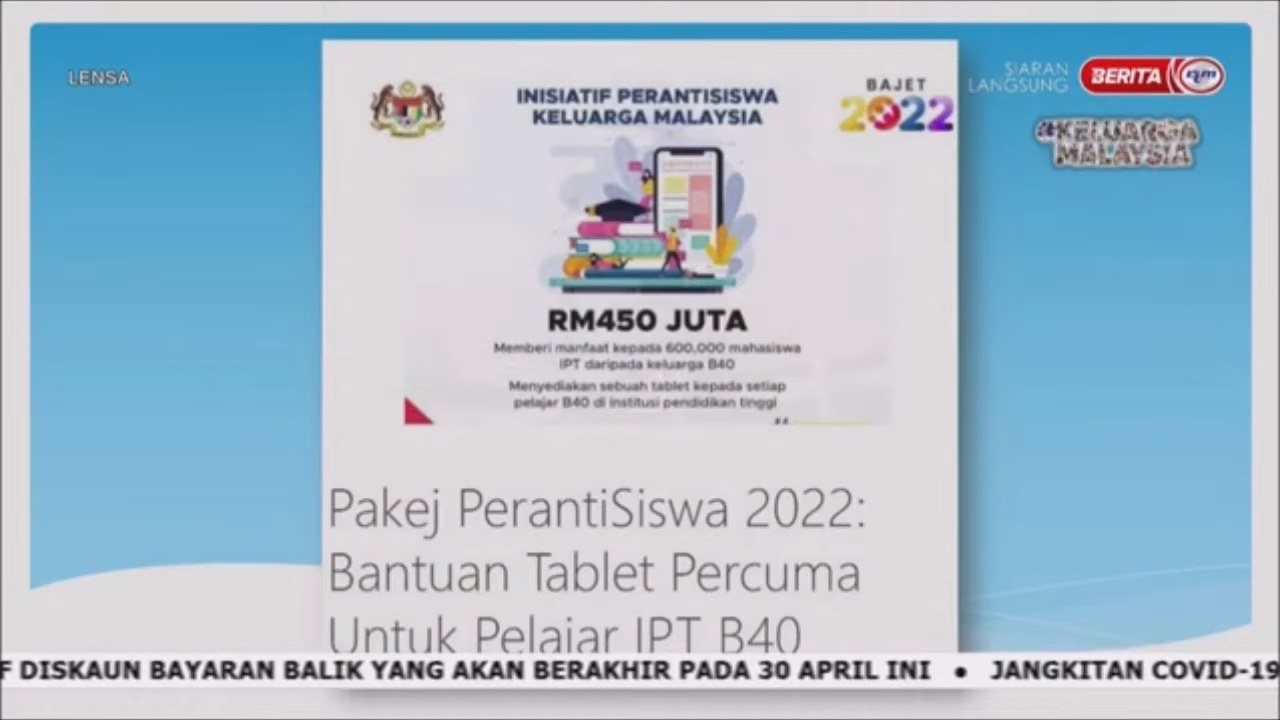 LENSA
SIARAN
LANGSUNG
BERITA rtm
#KELUARGA
MALAYSIA
INISIATIF PERANTISISWA
KELUARGA MALAYSIA
BAJET
2022
RM450 JUTA
Memberi manfaat kepada 600,000 mahasiswa
IPT daripada keluarga B40
Menyediakan sebuah tablet kepada setiap
pelajar B40 di institusi pendidikan tinggi
Pakej PerantiSiswa 2022:
Bantuan Tablet Percuma
Untuk Pelajar IPT B40
F DISKAUN BAYARAN BALIK YANG AKAN BERAKHIR PADA 30 APRIL INI • JANGKITAN COVID-19